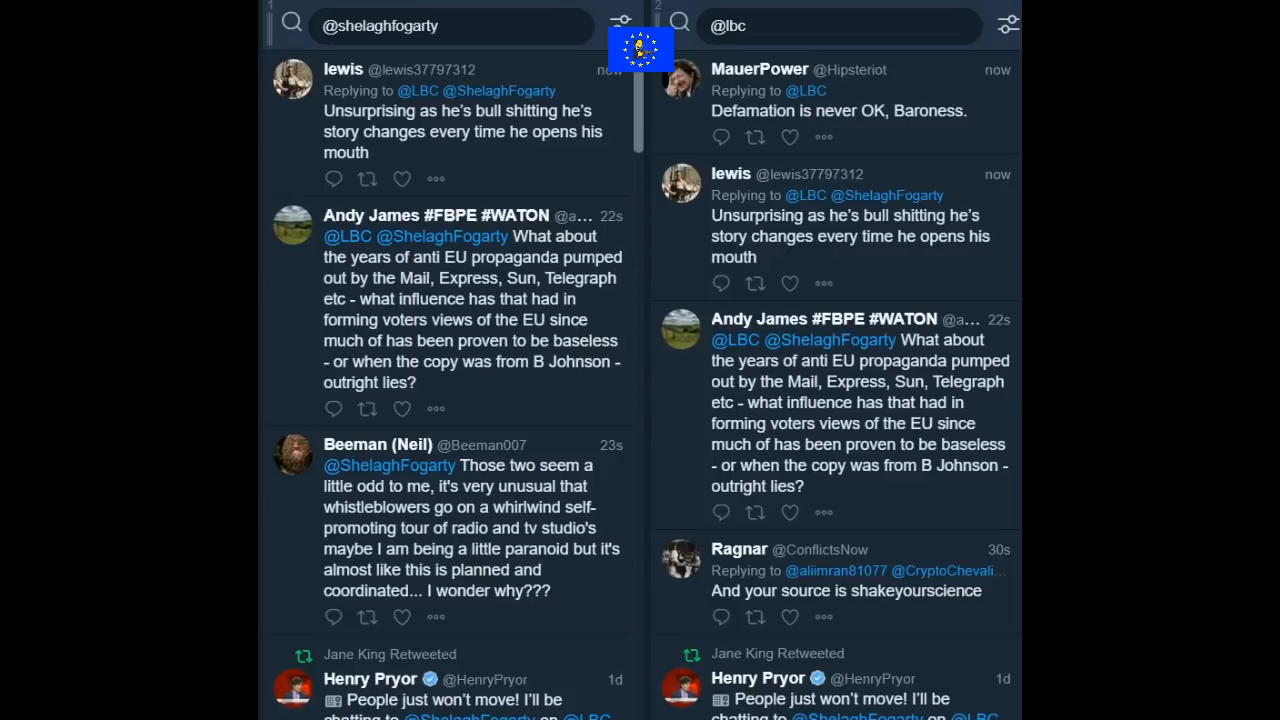 1
@shelaghfogarty
lewis @lewis37797312 now
Replying to @LBC @ShelaghFogarty
Unsurprising as he's bull shitting he's
story changes every time he opens his
mouth
Andy James #FBPE #WATON @a... 22s
@LBC @ShelaghFogarty What about
the years of anti EU propaganda pumped
out by the Mail, Express, Sun, Telegraph
etc - what influence has that had in
forming voters views of the EU since
much of has been proven to be baseless
- or when the copy was from B Johnson -
outright lies?
Beeman (Neil) @Beeman007 23s
@ShelaghFogarty Those two seem a
little odd to me, it's very unusual that
whistleblowers go on a whirlwind self-
promoting tour of radio and tv studio's
maybe I am being a little paranoid but it's
almost like this is planned and
coordinated... I wonder why???
Jane King Retweeted
Henry Pryor @HenryPryor 1d
People just won't move! I'll be
chatting to @ShelaghFogarty on @LBC
2
@lbc
MauerPower @Hipsteriot now
Replying to @LBC
Defamation is never OK, Baroness.
lewis @lewis37797312 now
Replying to @LBC @ShelaghFogarty
Unsurprising as he's bull shitting he's
story changes every time he opens his
mouth
Andy James #FBPE #WATON @a... 22s
@LBC @ShelaghFogarty What about
the years of anti EU propaganda pumped
out by the Mail, Express, Sun, Telegraph
etc - what influence has that had in
forming voters views of the EU since
much of has been proven to be baseless
- or when the copy was from B Johnson -
outright lies?
Ragnar @ConflictsNow 30s
Replying to @aliimran81077 @CryptoChevali...
And your source is shakeyourscience
Jane King Retweeted
Henry Pryor @HenryPryor 1d
People just won't move! I'll be
chatting to @ShelaghFogarty on @LBC